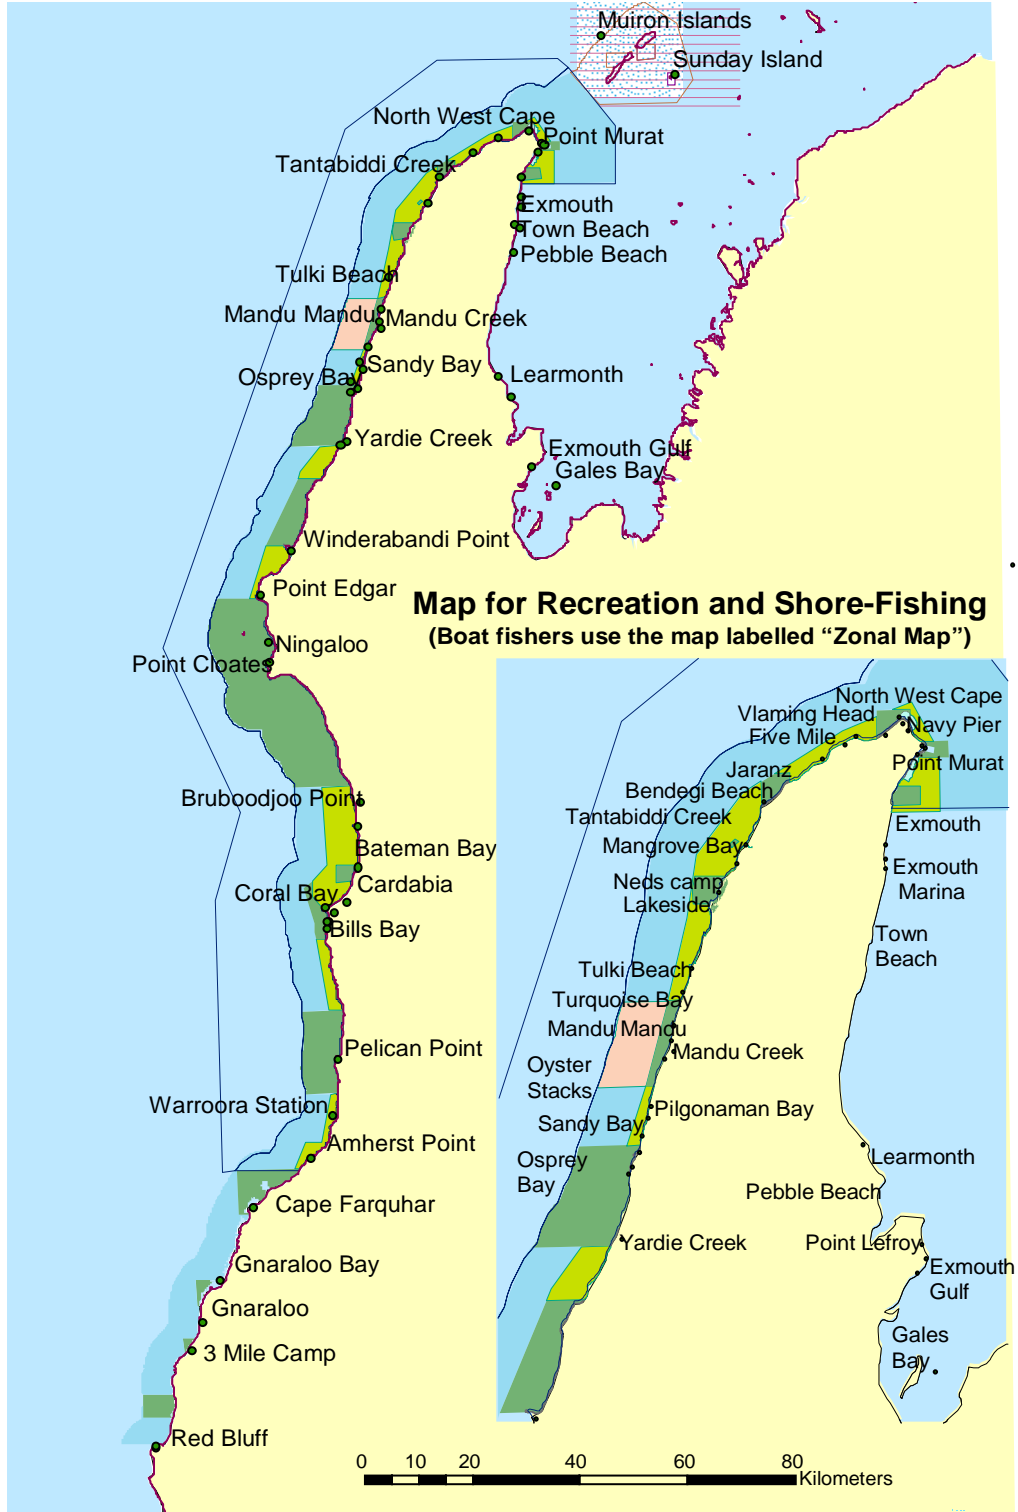 Muiron Islands
Sunday Island
North West Cape
Point Murat
Tantabiddi Creek
Exmouth
Town Beach
Pebble Beach
Tulki Beach
Mandu Mandu
Mandu Creek
Sandy Bay
Osprey Bay
Learmonth
Yardie Creek
Exmouth Gulf
Gales Bay
Winderabandi Point
Point Edgar
Map for Recreation and Shore-Fishing
(Boat fishers use the map labelled “Zonal Map”)
Ningaloo
Point Cloates
Bruboodjoo Point
Bateman Bay
Cardabia
Coral Bay
Bills Bay
Pelican Point
Warroora Station
Amherst Point
Cape Farquhar
Gnaraloo Bay
Gnaraloo
3 Mile Camp
Red Bluff
North West Cape
Vlaming Head
Navy Pier
Five Mile
Point Murat
Jaranz
Bendegi Beach
Tantabiddi Creek
Exmouth
Mangrove Bay
Exmouth
Marina
Neds camp
Lakeside
Town
Beach
Tulki Beach
Turquoise Bay
Mandu Mandu
Mandu Creek
Oyster
Stacks
Pilgonaman Bay
Sandy Bay
Osprey
Bay
Learmonth
Pebble Beach
Yardie Creek
Point Lefroy
Exmouth
Gulf
Gales
Bay
0 10 20 40 60 80
Kilometers